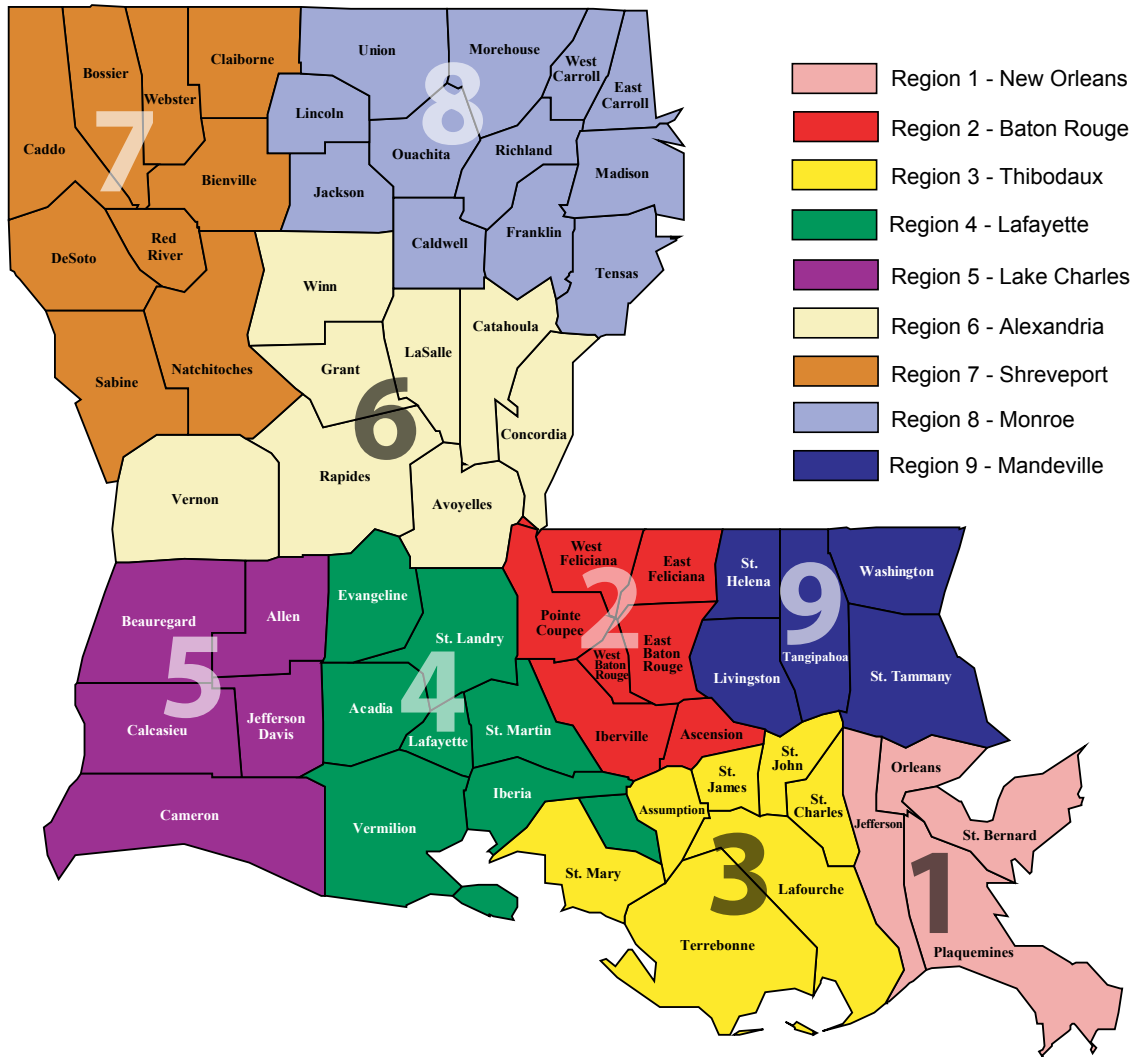 Union
Morehouse
West
Carroll
East
Carroll
Claiborne
Bossier
Webster
Lincoln
8
7
Caddo
Ouachita
Richland
Madison
Bienville
Jackson
Franklin
Caldwell
Red
River
DeSoto
Tensas
Winn
Catahoula
LaSalle
Grant
Natchitoches
Sabine
6
Concordia
Rapides
Vernon
Avoyelles
West
Feliciana
East
Feliciana
St.
Helena
Washington
Evangeline
2
9
Allen
Beauregard
Pointe
Coupee
St. Landry
East
Baton
Rouge
West
Baton
Rouge
Tangipahoa
Livingston
St. Tammany
5
4
Acadia
Jefferson
Davis
Calcasieu
St. Martin
Lafayette
Iberville
Ascension
St.
John
St.
James
Orleans
Iberia
Assumption
St.
Charles
Cameron
Vermilion
Jefferson
St. Bernard
St. Mary
3
1
Lafourche
Terrebonne
Plaquemines
Region 1 - New Orleans
Region 2 - Baton Rouge
Region 3 - Thibodaux
Region 4 - Lafayette
Region 5 - Lake Charles
Region 6 - Alexandria
Region 7 - Shreveport
Region 8 - Monroe
Region 9 - Mandeville